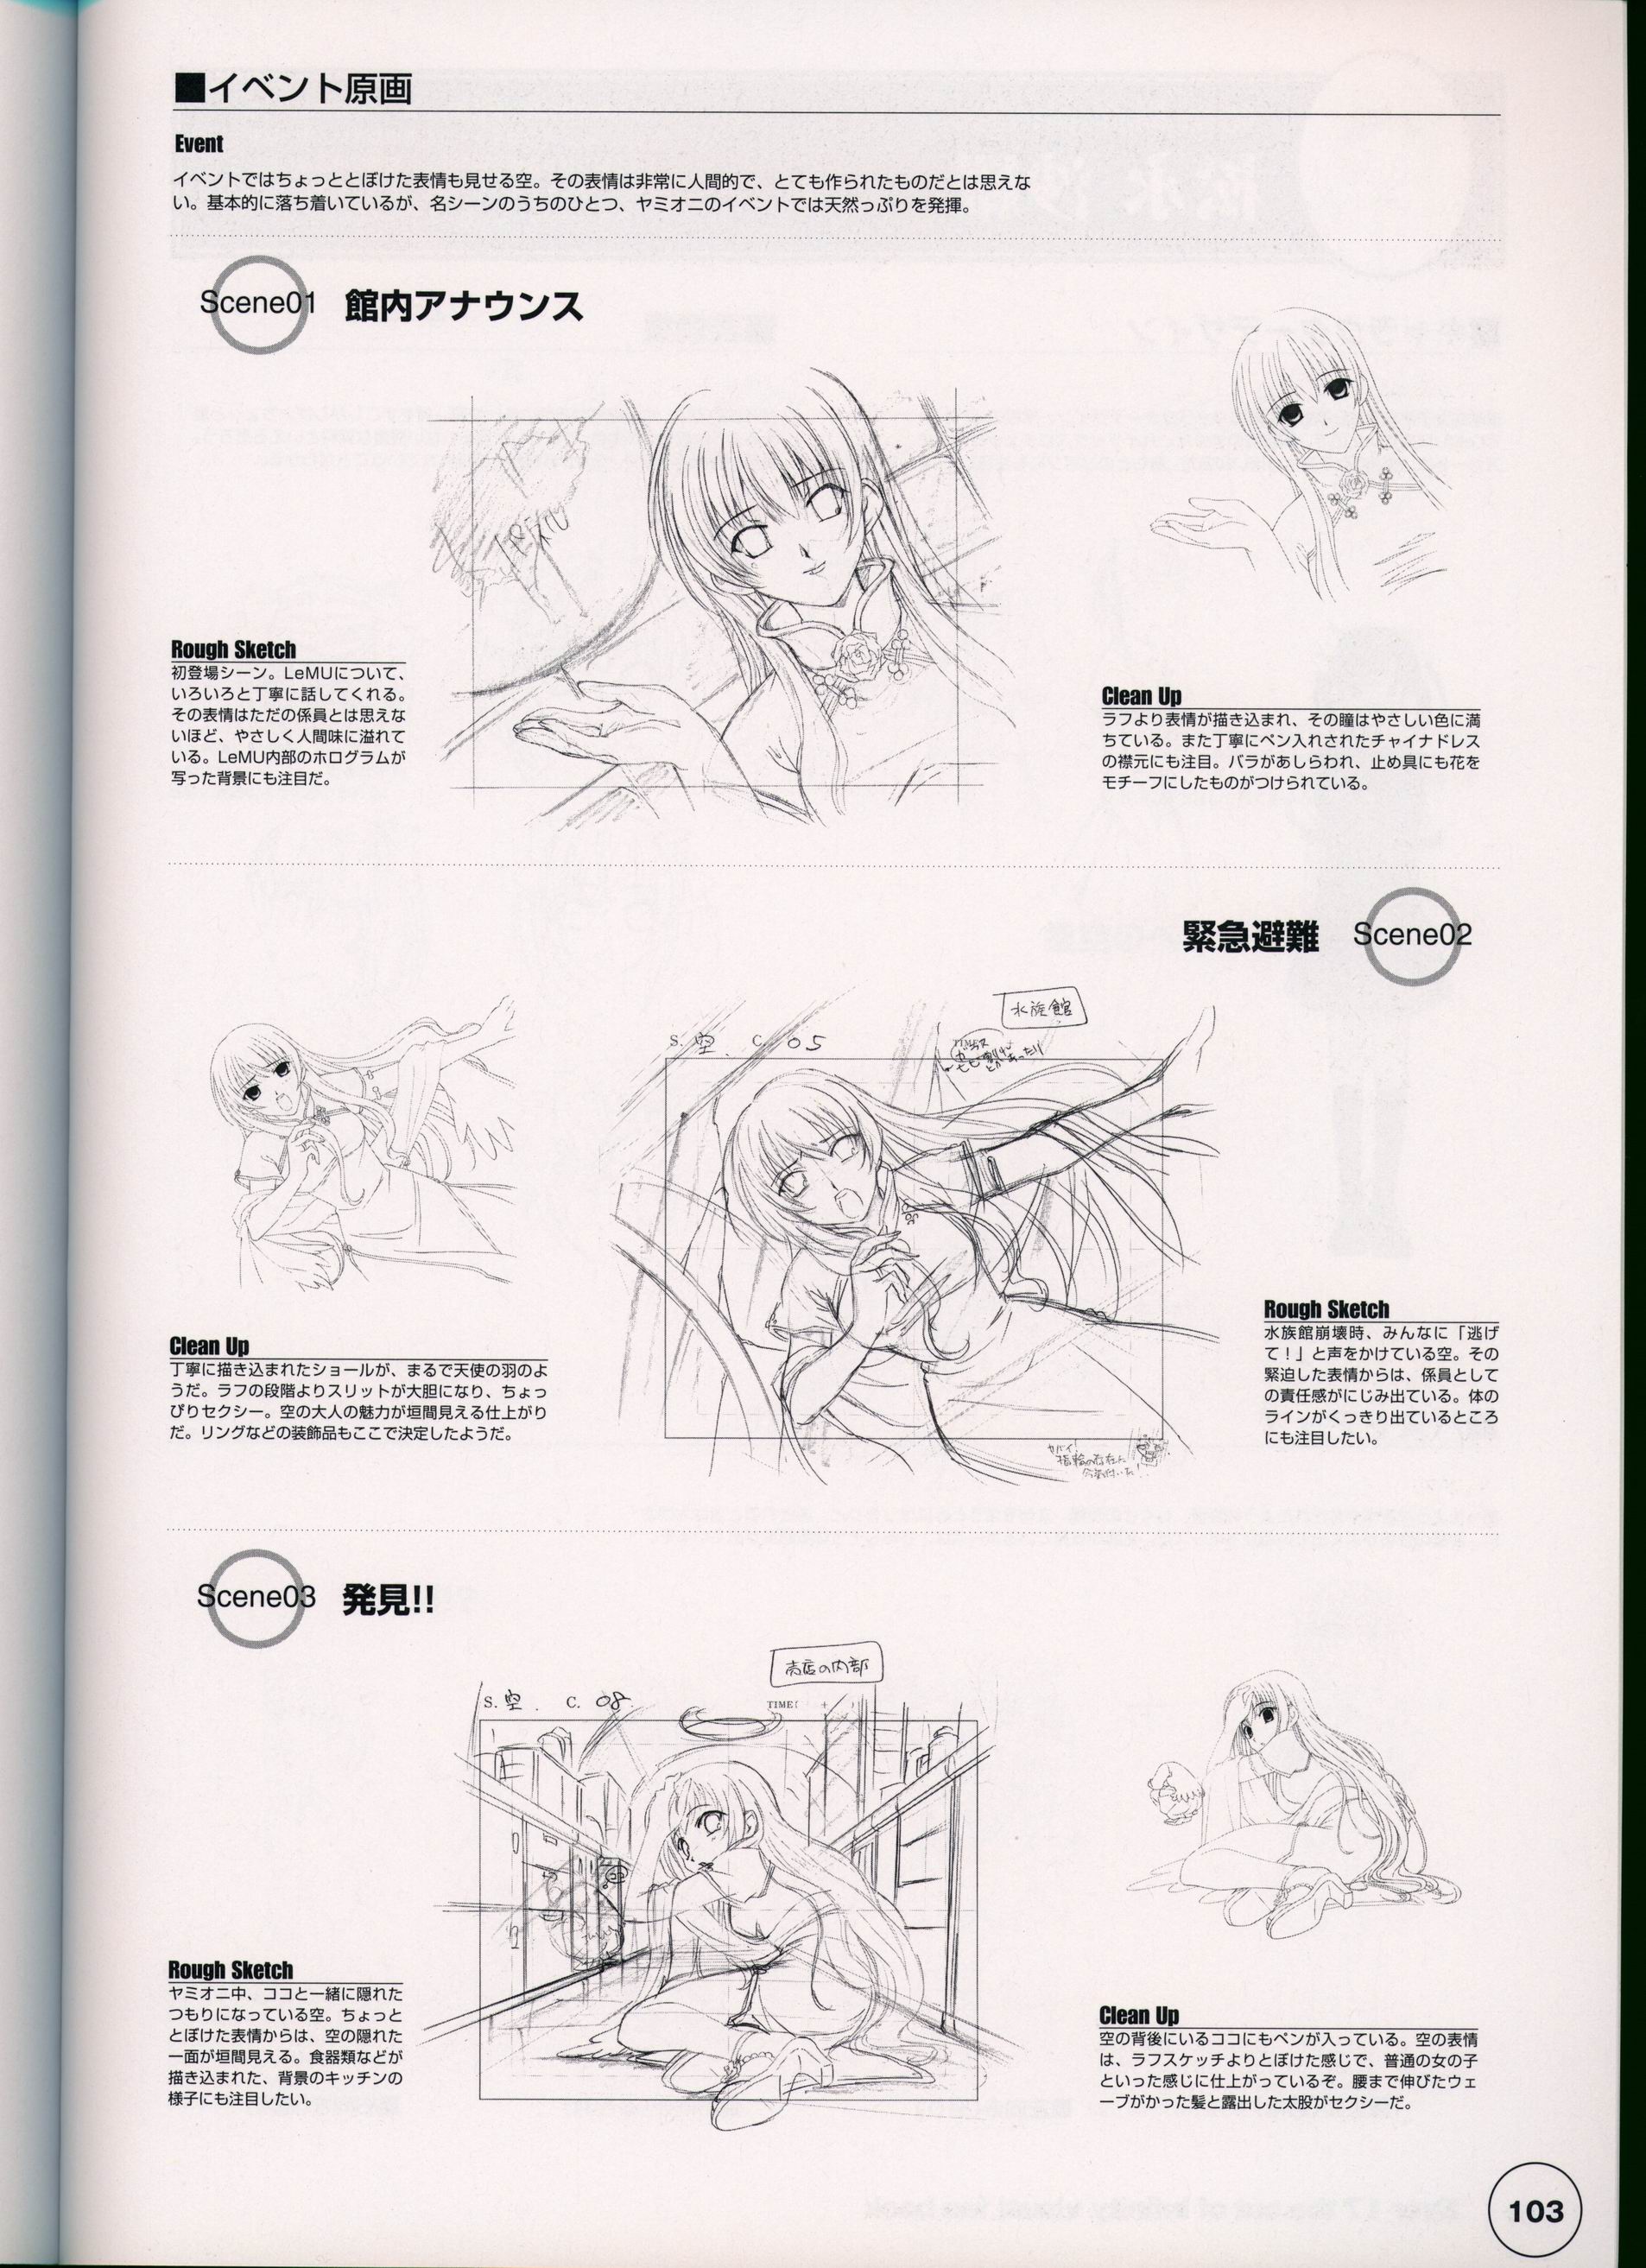 ■イベント原画
Event
イベントではちょっととぼけた表情も見せる空。その表情は非常に人間的で、とても作られたものだとは思えな
い。基本的に落ち着いているが、名シーンのうちのひとつ、ヤミオニのイベントでは天然っぷりを発揮。
Scene01 館内アナウンス
Rough Sketch
初登場シーン。LeMUについて、
いろいろと丁寧に話してくれる。
その表情はただの係員とは思えな
いほど、やさしく人間味に溢れて
いる。LeMU内部のホログラムが
写った背景にも注目だ。
Clean Up
ラフより表情が描き込まれ、その瞳はやさしい色に満
ちている。また丁寧にペン入れされたチャイナドレス
の襟元にも注目。バラがあしらわれ、止め具にも花を
モチーフにしたものがつけられている。
緊急避難 Scene02
水族館
S. 空 C. 05
Clean Up
丁寧に描き込まれたショールが、まるで天使の羽のよ
うだ。ラフの段階よりスリットが大胆になり、ちょっ
ぴりセクシー。空の大人の魅力が垣間見える仕上がり
だ。リングなどの装飾品もここで決定したようだ。
Rough Sketch
水族館崩壊時、みんなに「逃げ
て!」と声をかけている空。その
緊迫した表情からは、係員として
の責任感がにじみ出ている。体の
ラインがくっきり出ているところ
にも注目したい。
Scene03 発見!!
売店の内部
S. 空. C. 08 TIME( + )
Rough Sketch
ヤミオニ中、ココと一緒に隠れた
つもりになっている空。ちょっと
とぼけた表情からは、空の隠れた
一面が垣間見える。食器類などが
描き込まれた、背景のキッチンの
様子にも注目したい。
Clean Up
空の背後にいるココにもペンが入っている。空の表情
は、ラフスケッチよりとぼけた感じで、普通の女の子
といった感じに仕上がっているぞ。腰まで伸びたウェ
ーブがかった髪と露出した太股がセクシーだ。
103